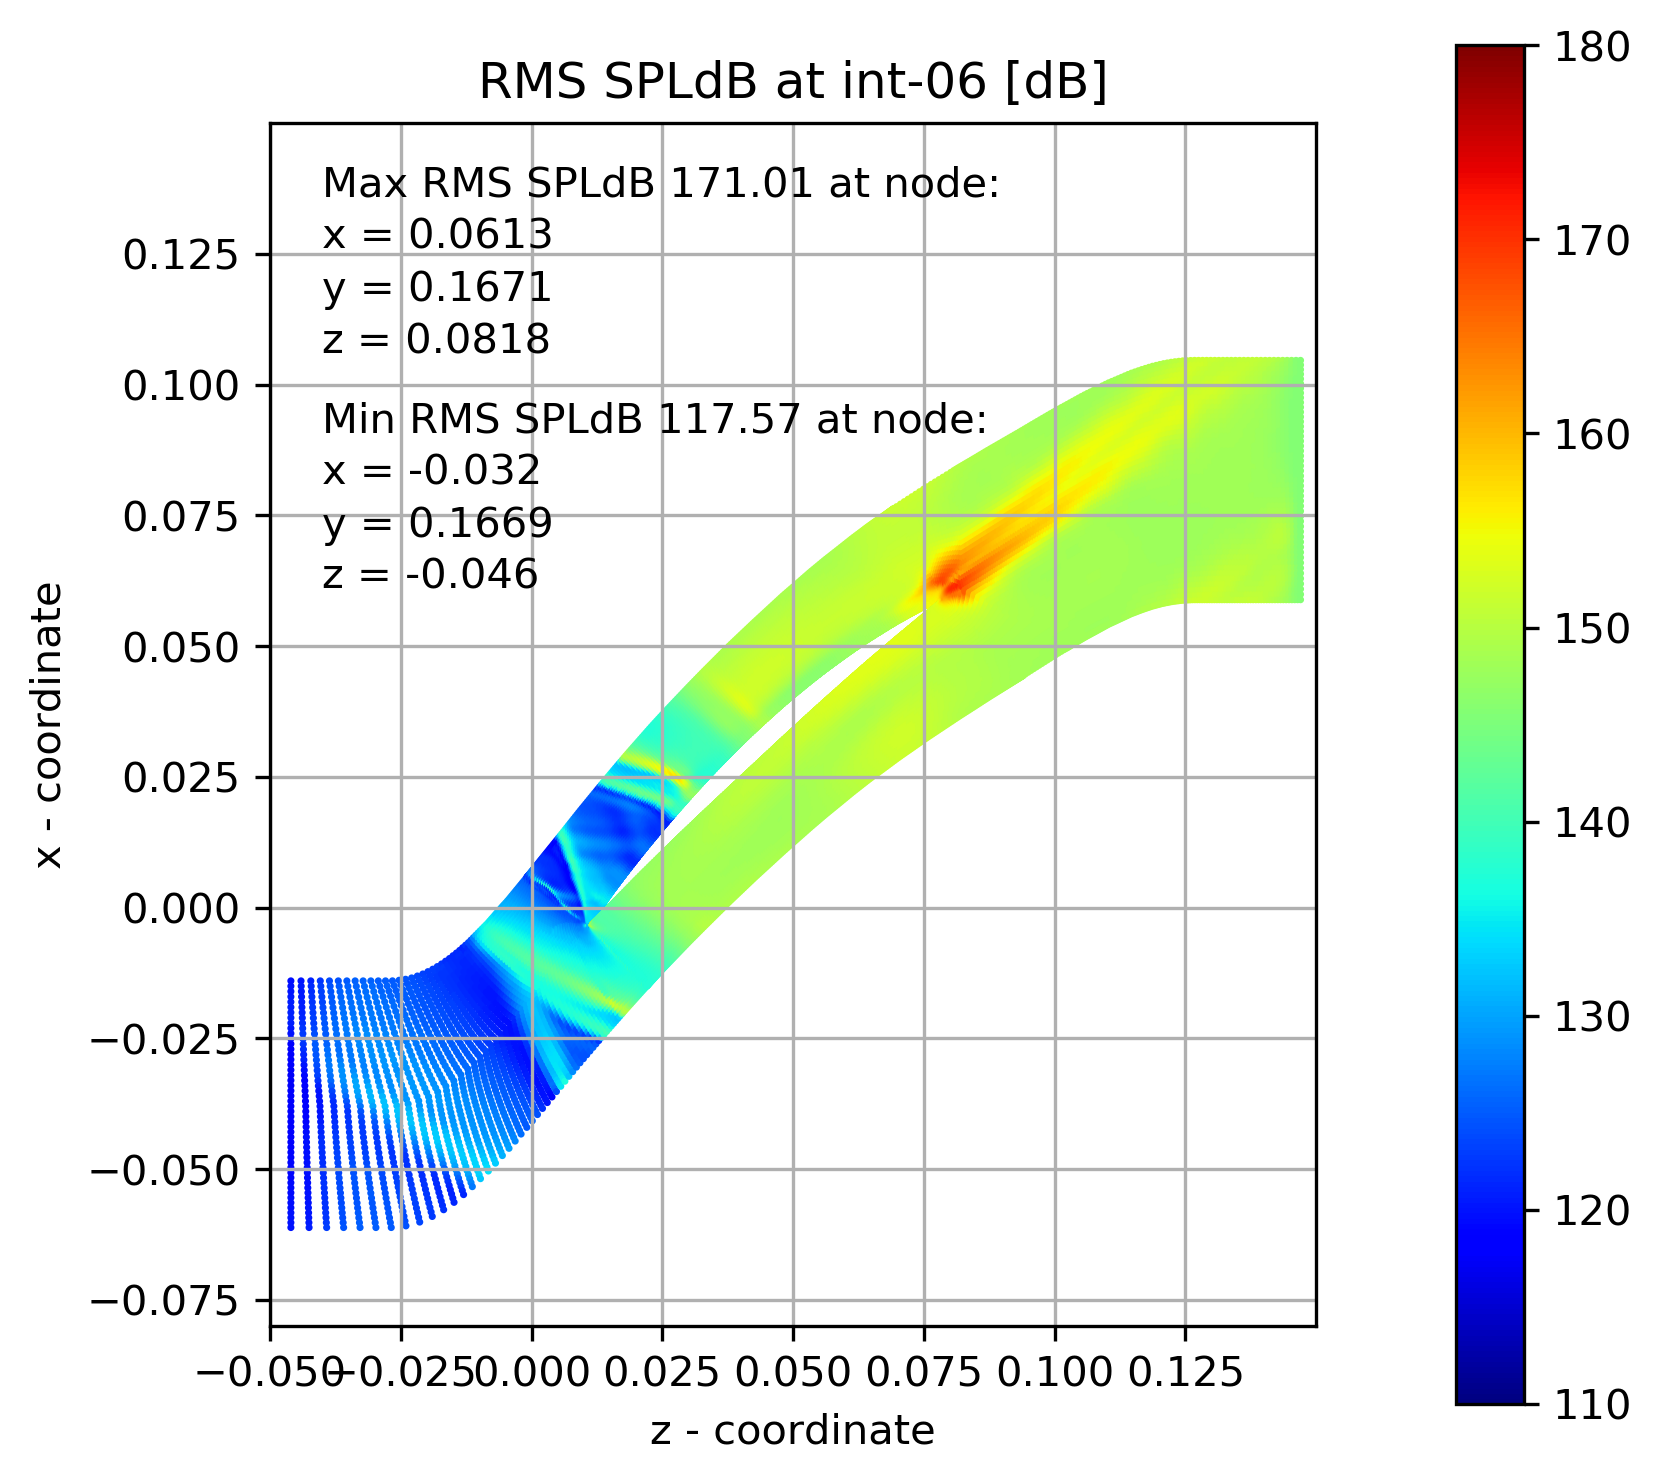 RMS SPLdB at int-06 [dB]
Max RMS SPLdB 171.01 at node:
x = 0.0613
y = 0.1671
z = 0.0818
Min RMS SPLdB 117.57 at node:
x = -0.032
y = 0.1669
z = -0.046
x - coordinate
0.125
0.100
0.075
0.050
0.025
0.000
−0.025
−0.050
−0.075
−0.050 −0.025 0.000 0.025 0.050 0.075 0.100 0.125
z - coordinate
180
170
160
150
140
130
120
110